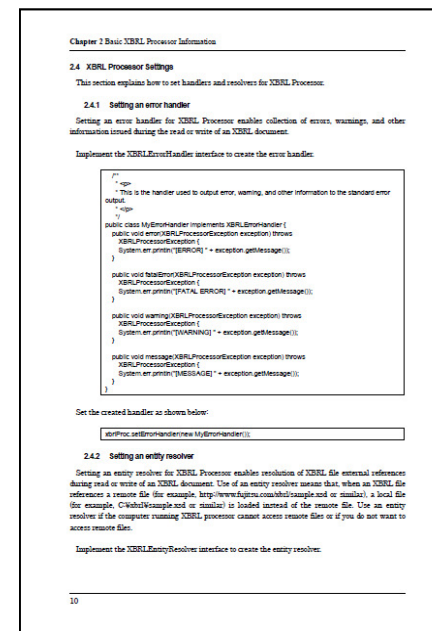 Chapter 2 Basic XBRL Processor Information
2.4 XBRL Processor Settings
This section explains how to set handlers and resolvers for XBRL Processor.
2.4.1 Setting an error handler
Setting an error handler for XBRL Processor enables collection of errors, warnings, and other
information issued during the read or write of an XBRL document.
Implement the XBRLErrorHandler interface to create the error handler.
/**
* <p>
* This is the handler used to output error, warning, and other information to the standard error
output.
* </p>
*/
public class MyErrorHandler implements XBRLErrorHandler {
public void error(XBRLProcessorException exception) throws
XBRLProcessorException {
System.err.println("[ERROR] " + exception.getMessage());
}
public void fatalError(XBRLProcessorException exception) throws
XBRLProcessorException {
System.err.println("[FATAL ERROR] " + exception.getMessage());
}
public void warning(XBRLProcessorException exception) throws
XBRLProcessorException {
System.err.println("[WARNING] " + exception.getMessage());
}
public void message(XBRLProcessorException exception) throws
XBRLProcessorException {
System.err.println("[MESSAGE] " + exception.getMessage());
}
}
Set the created handler as shown below:
xbrlProc.setErrorHandler(new MyErrorHandler());
2.4.2 Setting an entity resolver
Setting an entity resolver for XBRL Processor enables resolution of XBRL file external references
during read or write of an XBRL document. Use of an entity resolver means that, when an XBRL file
references a remote file (for example, http://www.fujitsu.com/xbrl/sample.xsd or similar), a local file
(for example, C:¥xbrl¥sample.xsd or similar) is loaded instead of the remote file. Use an entity
resolver if the computer running XBRL processor cannot access remote files or if you do not want to
access remote files.
Implement the XBRLEntityResolver interface to create the entity resolver.
10